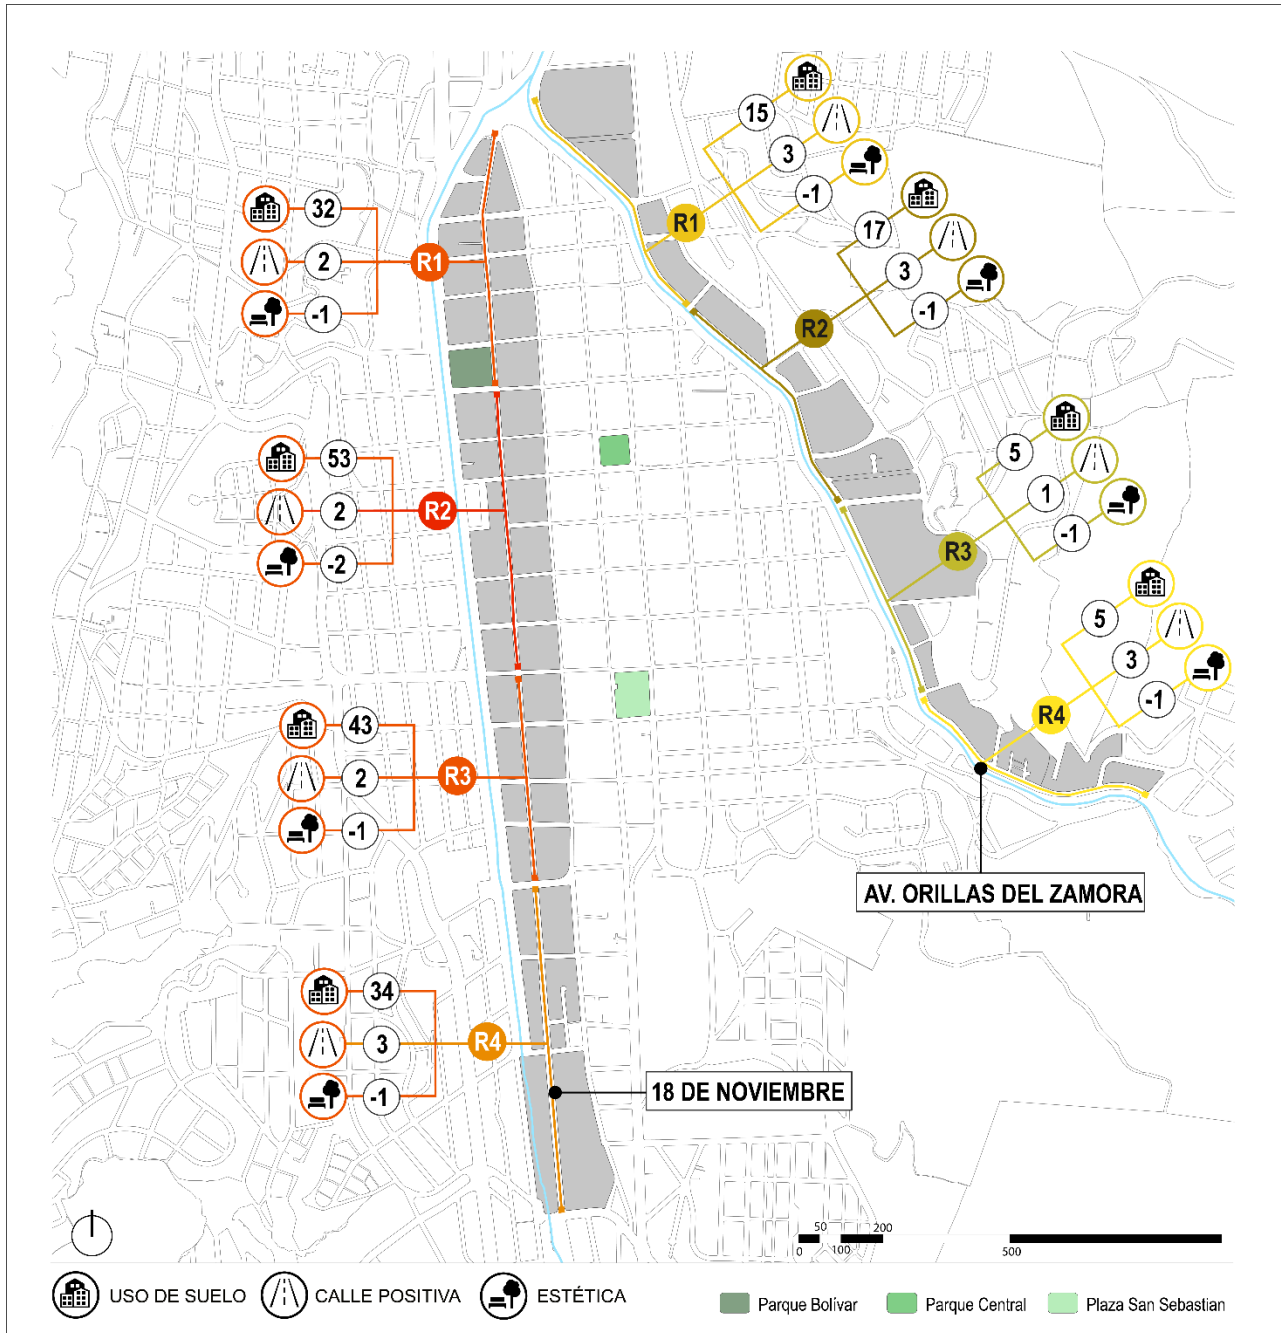 15
3
-1
R1
17
3
-1
R2
5
1
-1
R3
5
3
-1
R4
32
2
-1
R1
53
2
-2
R2
43
2
-1
R3
34
3
-1
R4
AV. ORILLAS DEL ZAMORA
18 DE NOVIEMBRE
50 200
0 100 500
USO DE SUELO CALLE POSITIVA ESTÉTICA
Parque Bolívar Parque Central Plaza San Sebastian